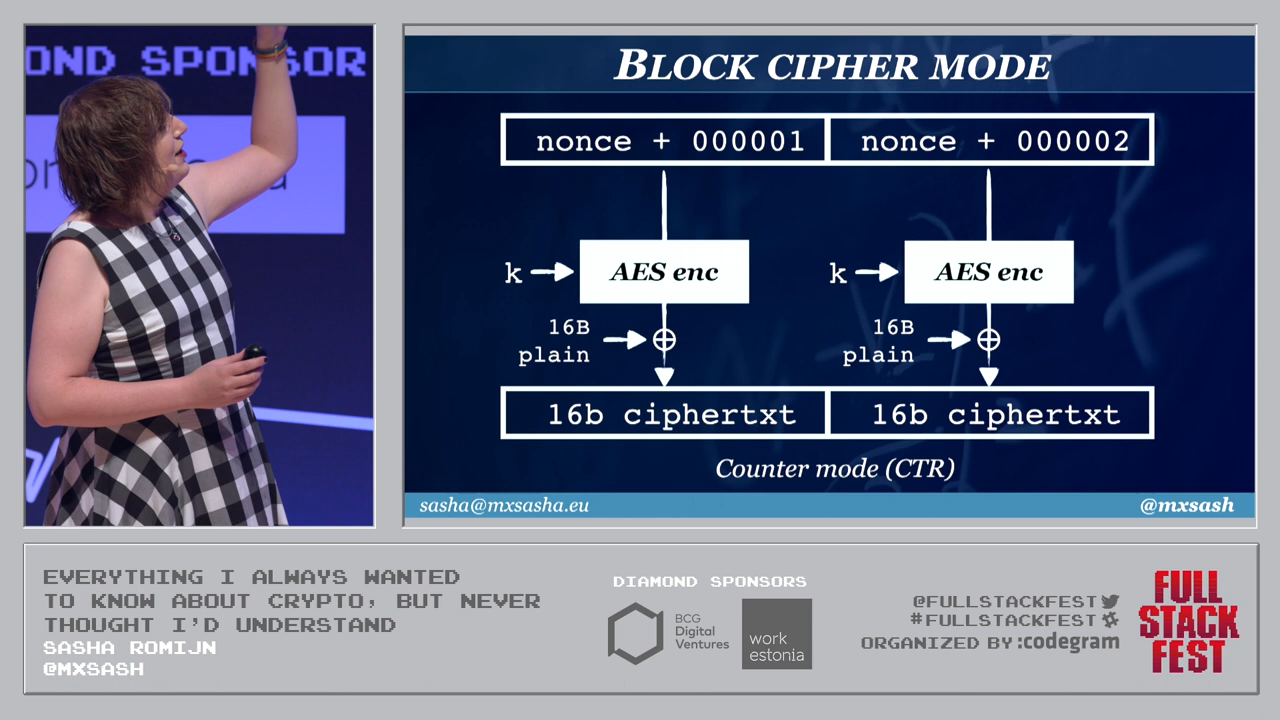 OND SPONSOR
BLOCK CIPHER MODE
nonce + 000001
nonce + 000002
k
AES enc
k
AES enc
16B
plain
16B
plain
16b ciphertxt
16b ciphertxt
Counter mode (CTR)
sasha@mxsasha.eu
@mxsash
EVERYTHING I ALWAYS WANTED
TO KNOW ABOUT CRYPTO, BUT NEVER
THOUGHT I'D UNDERSTAND
SASHA ROMIJN
@MXSASH
DIAMOND SPONSORS
BCG
Digital
Ventures
work
estonia
@FULLSTACKFEST
#FULLSTACKFEST
ORGANIZED BY :codegram
FULL
STACK
FEST